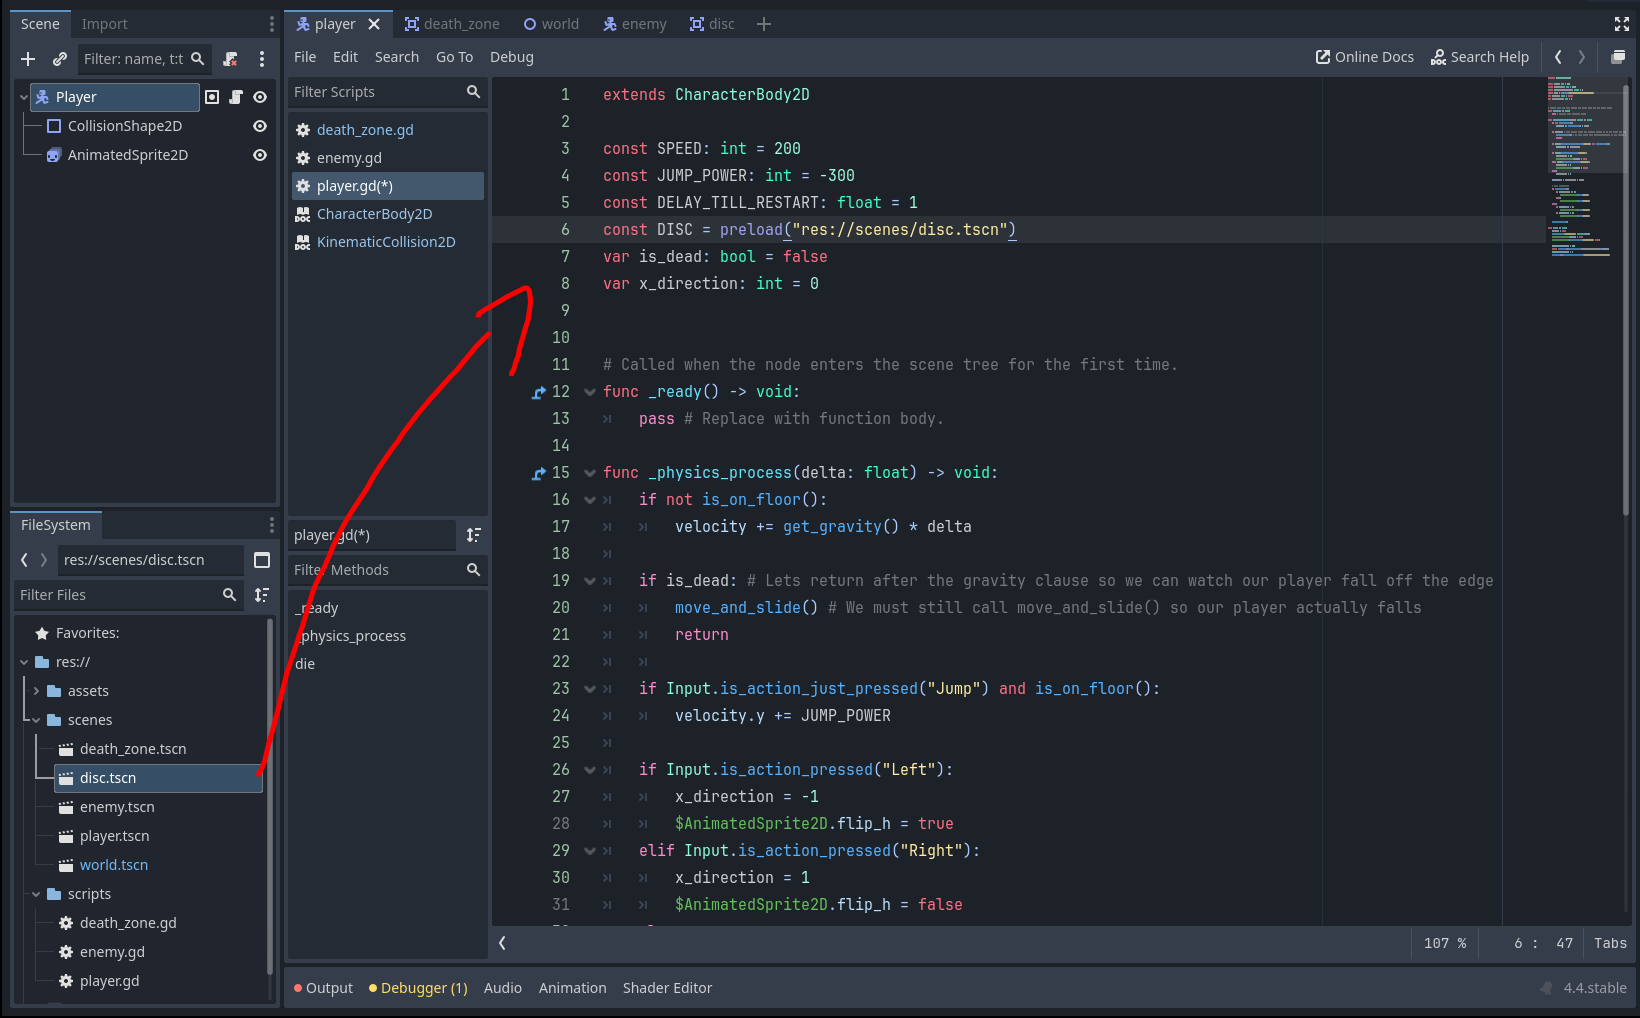 Scene Import
Filter: name, t:t
Player
CollisionShape2D
AnimatedSprite2D
FileSystem
res://scenes/disc.tscn
Filter Files
Favorites:
res://
assets
scenes
death_zone.tscn
disc.tscn
enemy.tscn
player.tscn
world.tscn
scripts
death_zone.gd
enemy.gd
player.gd
player death_zone world enemy disc
File Edit Search Go To Debug Online Docs Search Help
Filter Scripts
death_zone.gd
enemy.gd
player.gd(*)
CharacterBody2D
KinematicCollision2D
player.gd(*)
Filter Methods
_ready
_physics_process
die
1 extends CharacterBody2D
2
3 const SPEED: int = 200
4 const JUMP_POWER: int = -300
5 const DELAY_TILL_RESTART: float = 1
6 const DISC = preload("res://scenes/disc.tscn")
7 var is_dead: bool = false
8 var x_direction: int = 0
9
10
11 # Called when the node enters the scene tree for the first time.
12 func _ready() -> void:
13 pass # Replace with function body.
14
15 func _physics_process(delta: float) -> void:
16 if not is_on_floor():
17 velocity += get_gravity() * delta
18
19 if is_dead: # Lets return after the gravity clause so we can watch our player fall off the edge
20 move_and_slide() # We must still call move_and_slide() so our player actually falls
21 return
22
23 if Input.is_action_just_pressed("Jump") and is_on_floor():
24 velocity.y += JUMP_POWER
25
26 if Input.is_action_pressed("Left"):
27 x_direction = -1
28 $AnimatedSprite2D.flip_h = true
29 elif Input.is_action_pressed("Right"):
30 x_direction = 1
31 $AnimatedSprite2D.flip_h = false
107 % 6 : 47 Tabs
Output Debugger (1) Audio Animation Shader Editor 4.4.stable